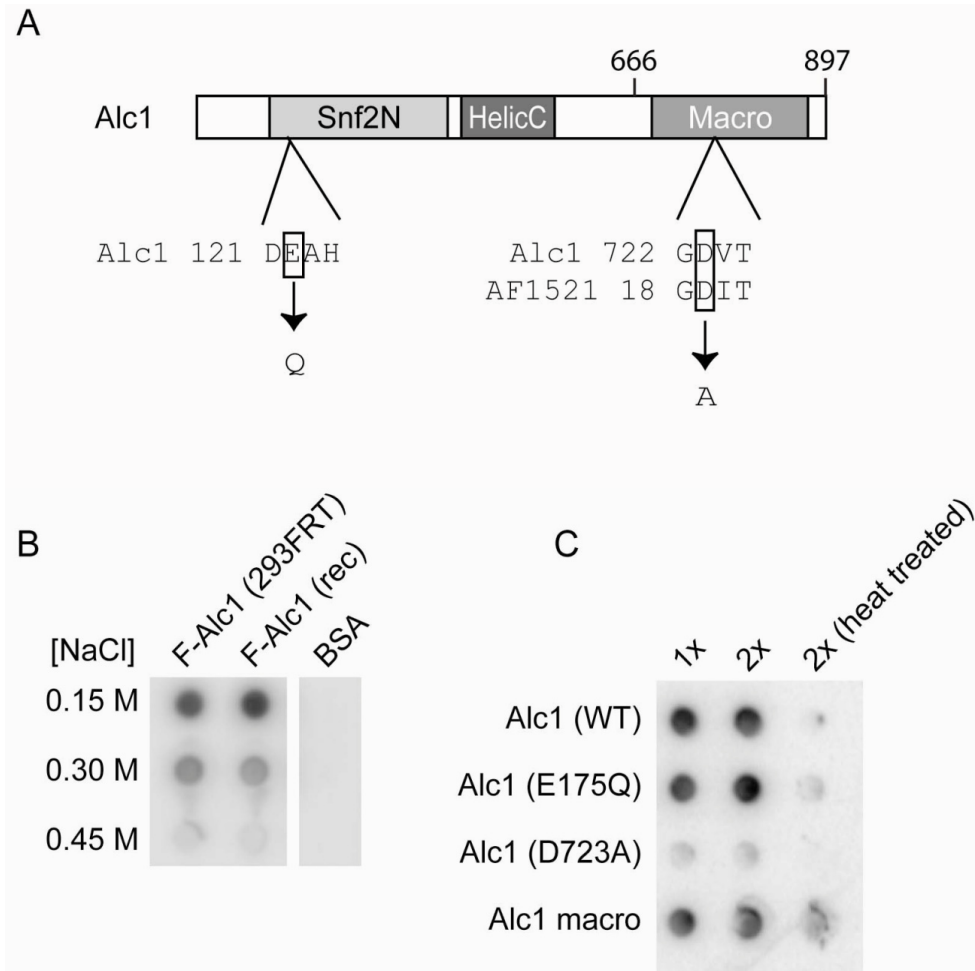 A
666 897
Alc1 Snf2N HelicC Macro
Alc1 121 DEAH
Q
Alc1 722 GDVT
AF1521 18 GDIT
A
B
[NaCl] F-Alc1 (293FRT) F-Alc1 (rec) BSA
0.15 M
0.30 M
0.45 M
C
1x 2x 2x (heat treated)
Alc1 (WT)
Alc1 (E175Q)
Alc1 (D723A)
Alc1 macro